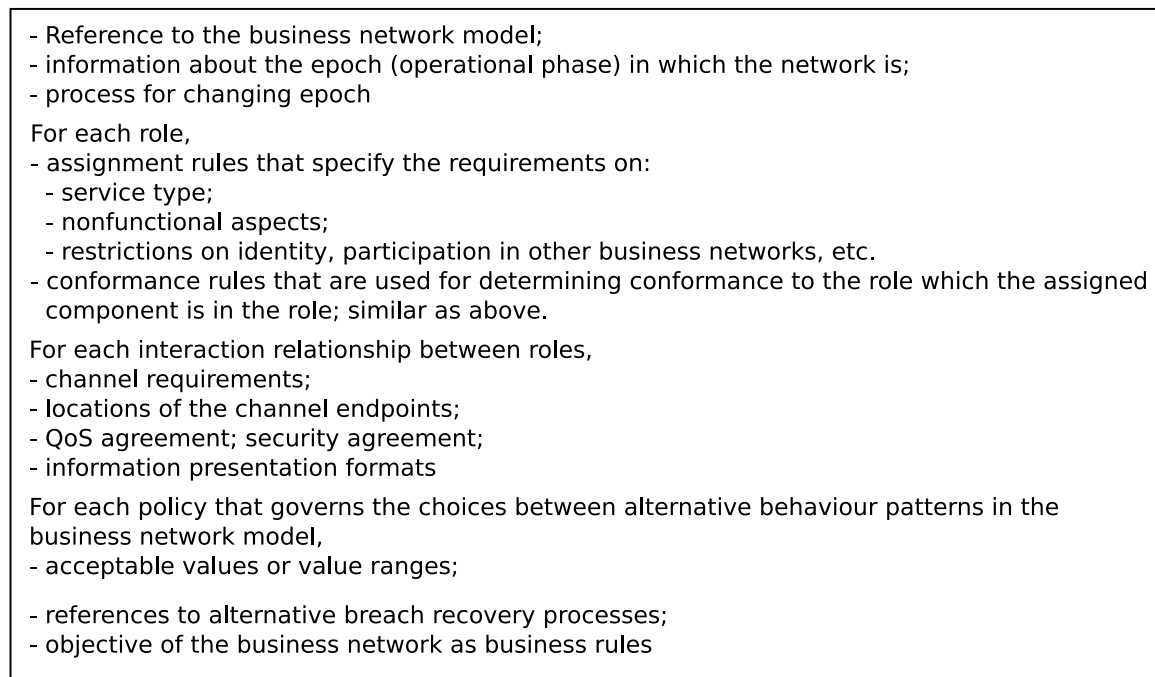 - Reference to the business network model;
- information about the epoch (operational phase) in which the network is;
- process for changing epoch
For each role,
- assignment rules that specify the requirements on:
- service type;
- nonfunctional aspects;
- restrictions on identity, participation in other business networks, etc.
- conformance rules that are used for determining conformance to the role which the assigned
component is in the role; similar as above.
For each interaction relationship between roles,
- channel requirements;
- locations of the channel endpoints;
- QoS agreement; security agreement;
- information presentation formats
For each policy that governs the choices between alternative behaviour patterns in the
business network model,
- acceptable values or value ranges;
- references to alternative breach recovery processes;
- objective of the business network as business rules